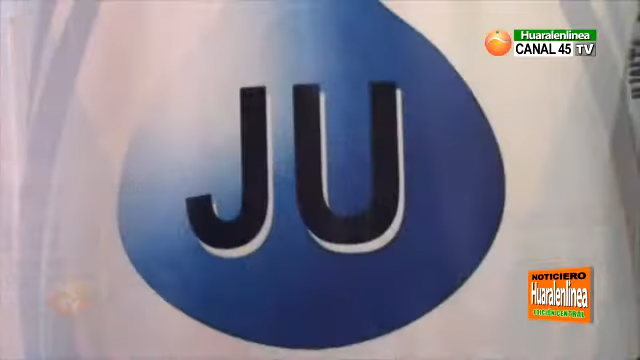 Huaralenlinea
CANAL 45 TV
JU
NOTICIERO
Huaralenlinea
EDICIÓN CENTRAL